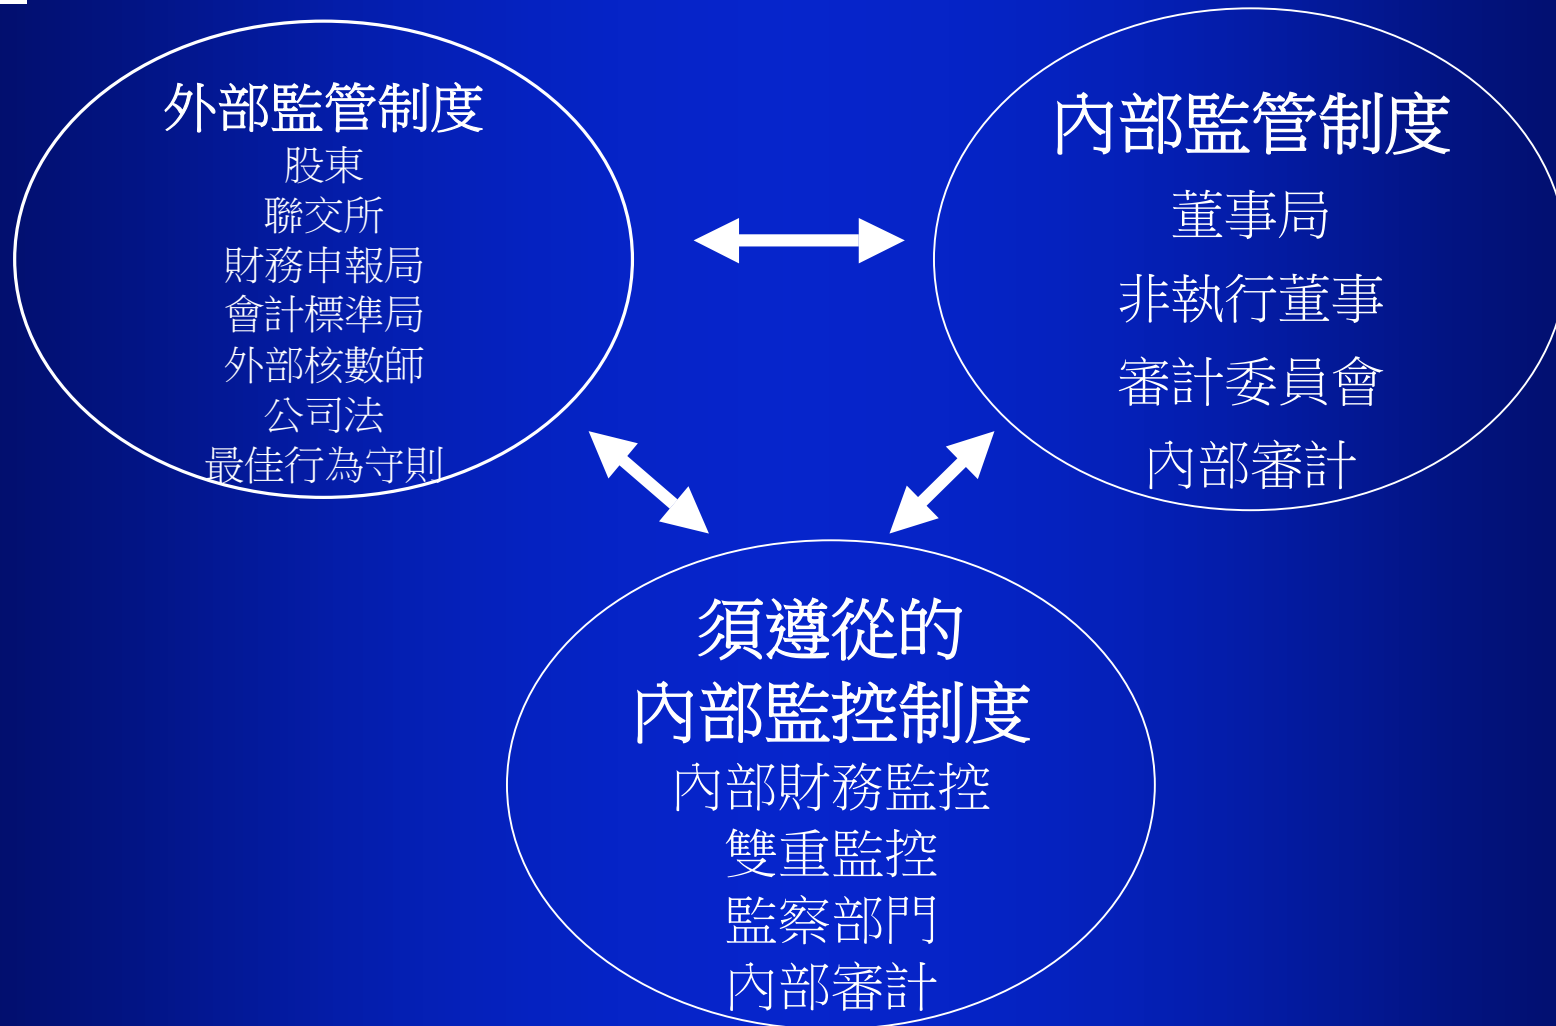 外部監管制度
股東
聯交所
財務申報局
會計標準局
外部核數師
公司法
最佳行為守則
內部監管制度
董事局
非執行董事
審計委員會
內部審計
須遵從的
內部監控制度
內部財務監控
雙重監控
監察部門
內部審計